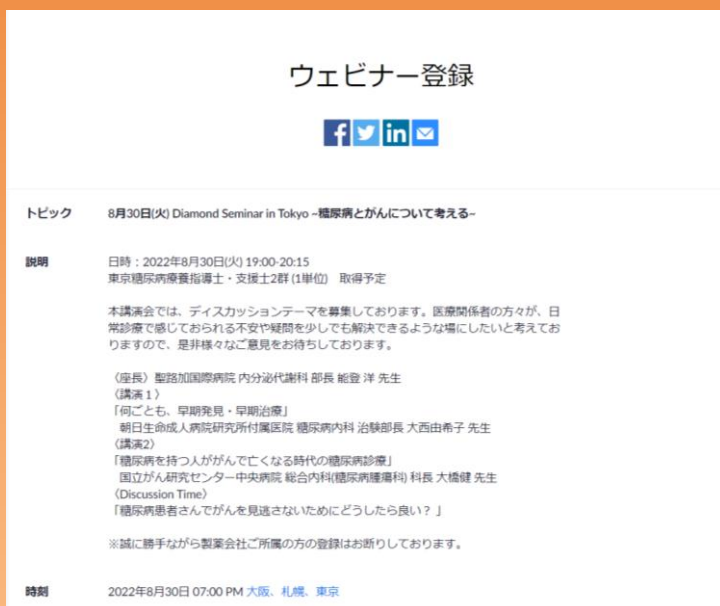 ウェビナー登録
トピック 8月30日(火) Diamond Seminar in Tokyo ~糖尿病とがんについて考える~
説明 日時：2022年8月30日(火) 19:00-20:15
東京糖尿病療養指導士・支援士2群 (1単位) 取得予定
本講演会では、ディスカッションテーマを募集しております。医療関係者の方々が、日
常診療で感じておられる不安や疑問を少しでも解決できるような場にしたいと考えてお
りますので、是非様々なご意見をお待ちしております。
〈座長〉聖路加国際病院 内分泌代謝科 部長 能登 洋 先生
〈講演１〉
「何ごとも、早期発見・早期治療」
朝日生命成人病研究所付属医院 糖尿病内科 治験部長 大西由希子 先生
〈講演2〉
「糖尿病を持つ人ががんで亡くなる時代の糖尿病診療」
国立がん研究センター中央病院 総合内科(糖尿病腫瘍科) 科長 大橋健 先生
〈Discussion Time〉
「糖尿病患者さんでがんを見逃さないためにどうしたら良い？」
※誠に勝手ながら製薬会社ご所属の方の登録はお断りしております。
時刻 2022年8月30日 07:00 PM 大阪、札幌、東京